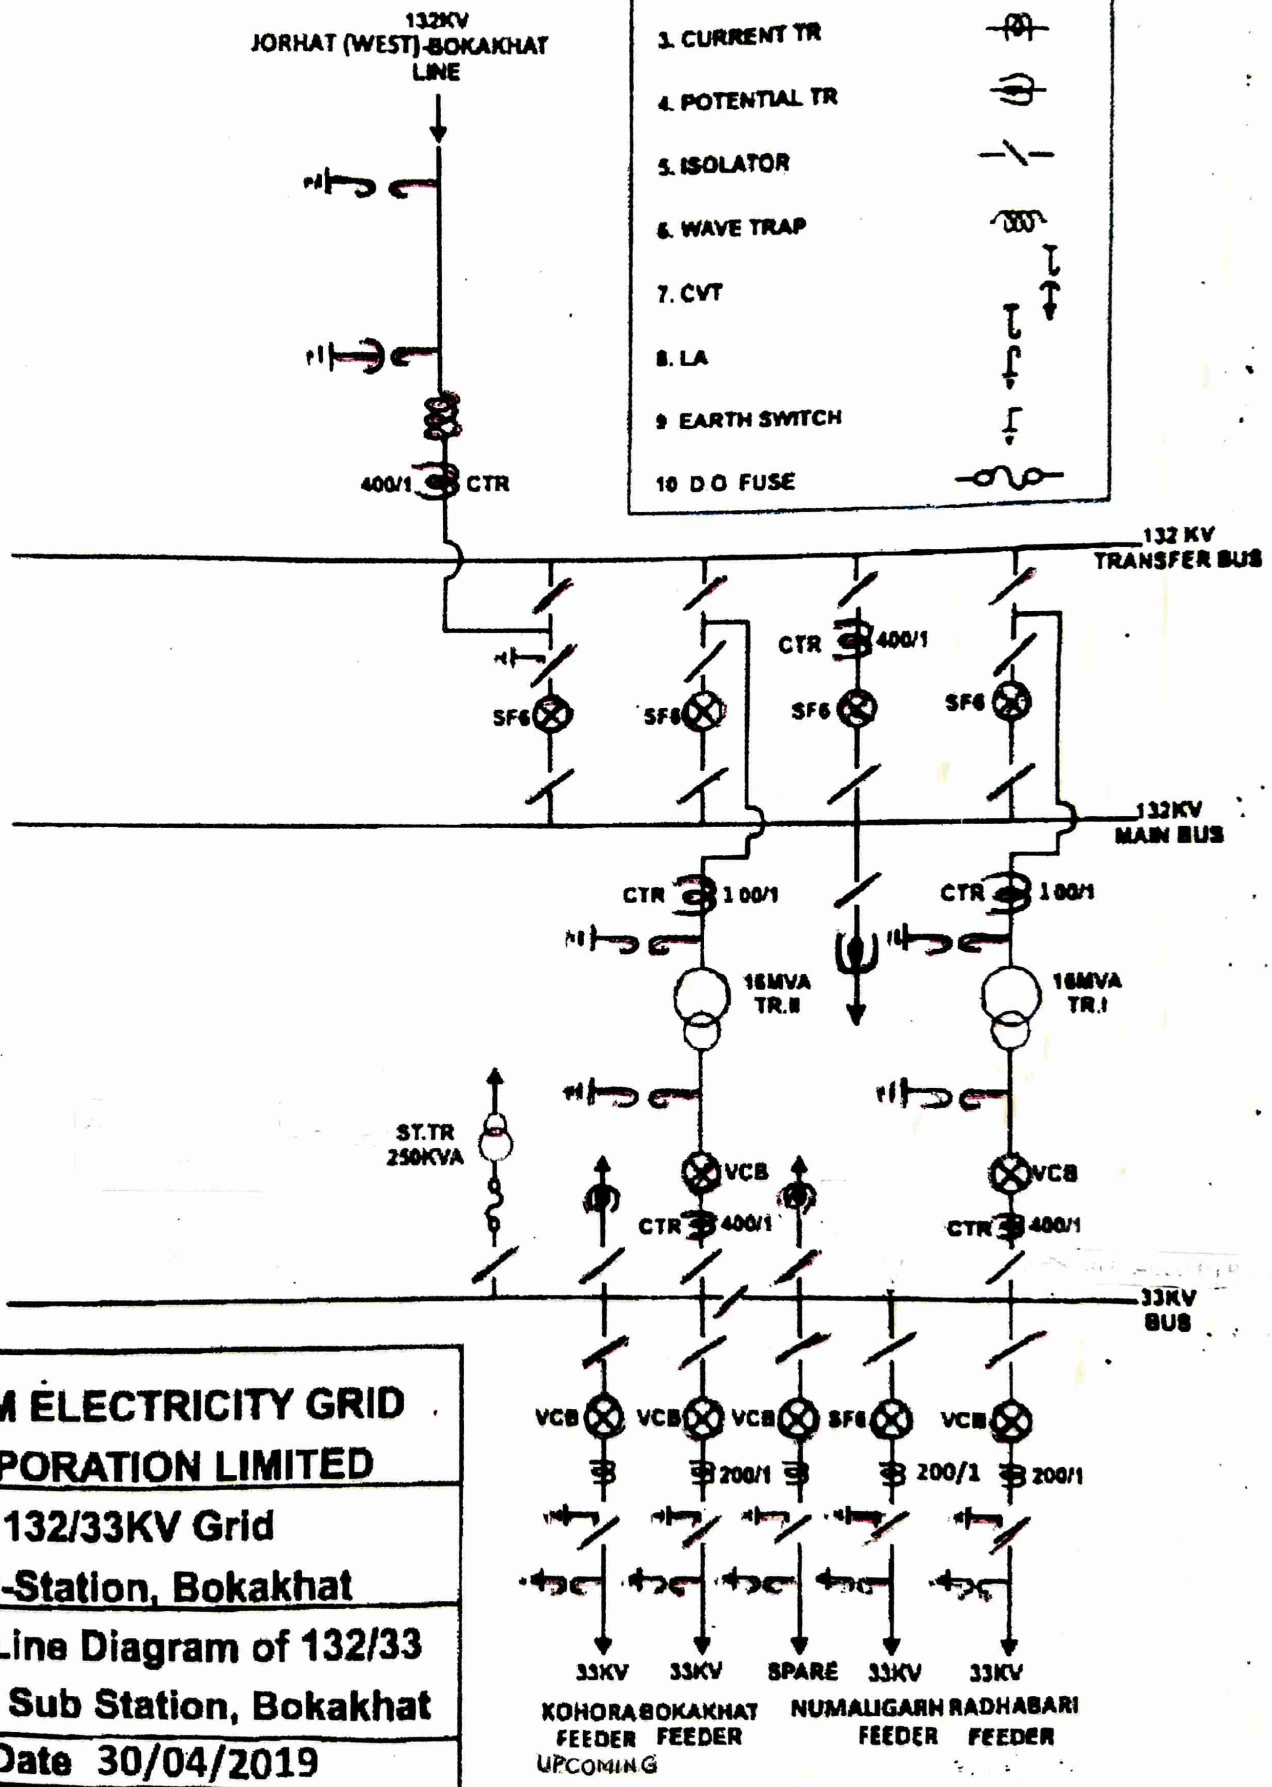 132KV
JORHAT (WEST)-BOKAKHAT
LINE
3. CURRENT TR
4. POTENTIAL TR
5. ISOLATOR
6. WAVE TRAP
7. CVT
8. LA
9 EARTH SWITCH
10 D.O FUSE
400/1 CTR
132 KV
TRANSFER BUS
CTR 400/1
SF6 SF6 SF6 SF6
132KV
MAIN BUS
CTR 100/1 CTR 100/1
16MVA
TR.II
16MVA
TR.I
ST.TR
250KVA
VCB VCB
CTR 400/1 CTR 400/1
33KV
BUS
VCB VCB VCB SF6 VCB
200/1 200/1 200/1
33KV 33KV SPARE 33KV 33KV
KOHORA BOKAKHAT NUMALIGARH RADHABARI
FEEDER FEEDER FEEDER FEEDER
UPCOMING
M ELECTRICITY GRID
PORATION LIMITED
132/33KV Grid
-Station, Bokakhat
Line Diagram of 132/33
Sub Station, Bokakhat
Date 30/04/2019